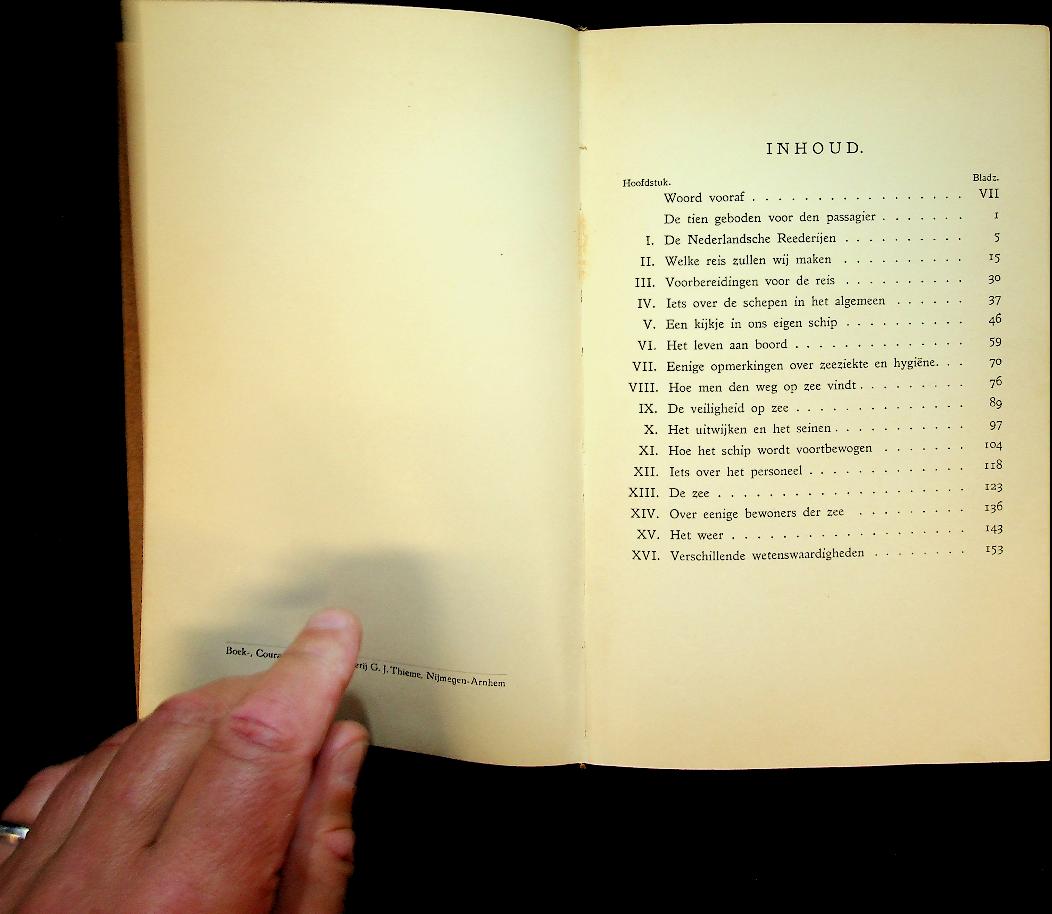 Boek-, Coura
erij G. J. Thieme, Nijmegen-Arnhem
INHOUD.
Hoofdstuk. Bladz.
Woord vooraf . . . . . . . . . . . . . . . . . VII
De tien geboden voor den passagier . . . . . . . 1
I. De Nederlandsche Reederijen . . . . . . . . . . 5
II. Welke reis zullen wij maken . . . . . . . . . . 15
III. Voorbereidingen voor de reis . . . . . . . . . . 30
IV. Iets over de schepen in het algemeen . . . . . . 37
V. Een kijkje in ons eigen schip . . . . . . . . . . 46
VI. Het leven aan boord . . . . . . . . . . . . . . 59
VII. Eenige opmerkingen over zeeziekte en hygiëne. . . 70
VIII. Hoe men den weg op zee vindt . . . . . . . . . 76
IX. De veiligheid op zee . . . . . . . . . . . . . . 89
X. Het uitwijken en het seinen . . . . . . . . . . . 97
XI. Hoe het schip wordt voortbewogen . . . . . . . 104
XII. Iets over het personeel . . . . . . . . . . . . . 118
XIII. De zee . . . . . . . . . . . . . . . . . . . . 123
XIV. Over eenige bewoners der zee . . . . . . . . . 136
XV. Het weer . . . . . . . . . . . . . . . . . . . 143
XVI. Verschillende wetenswaardigheden . . . . . . . . 153